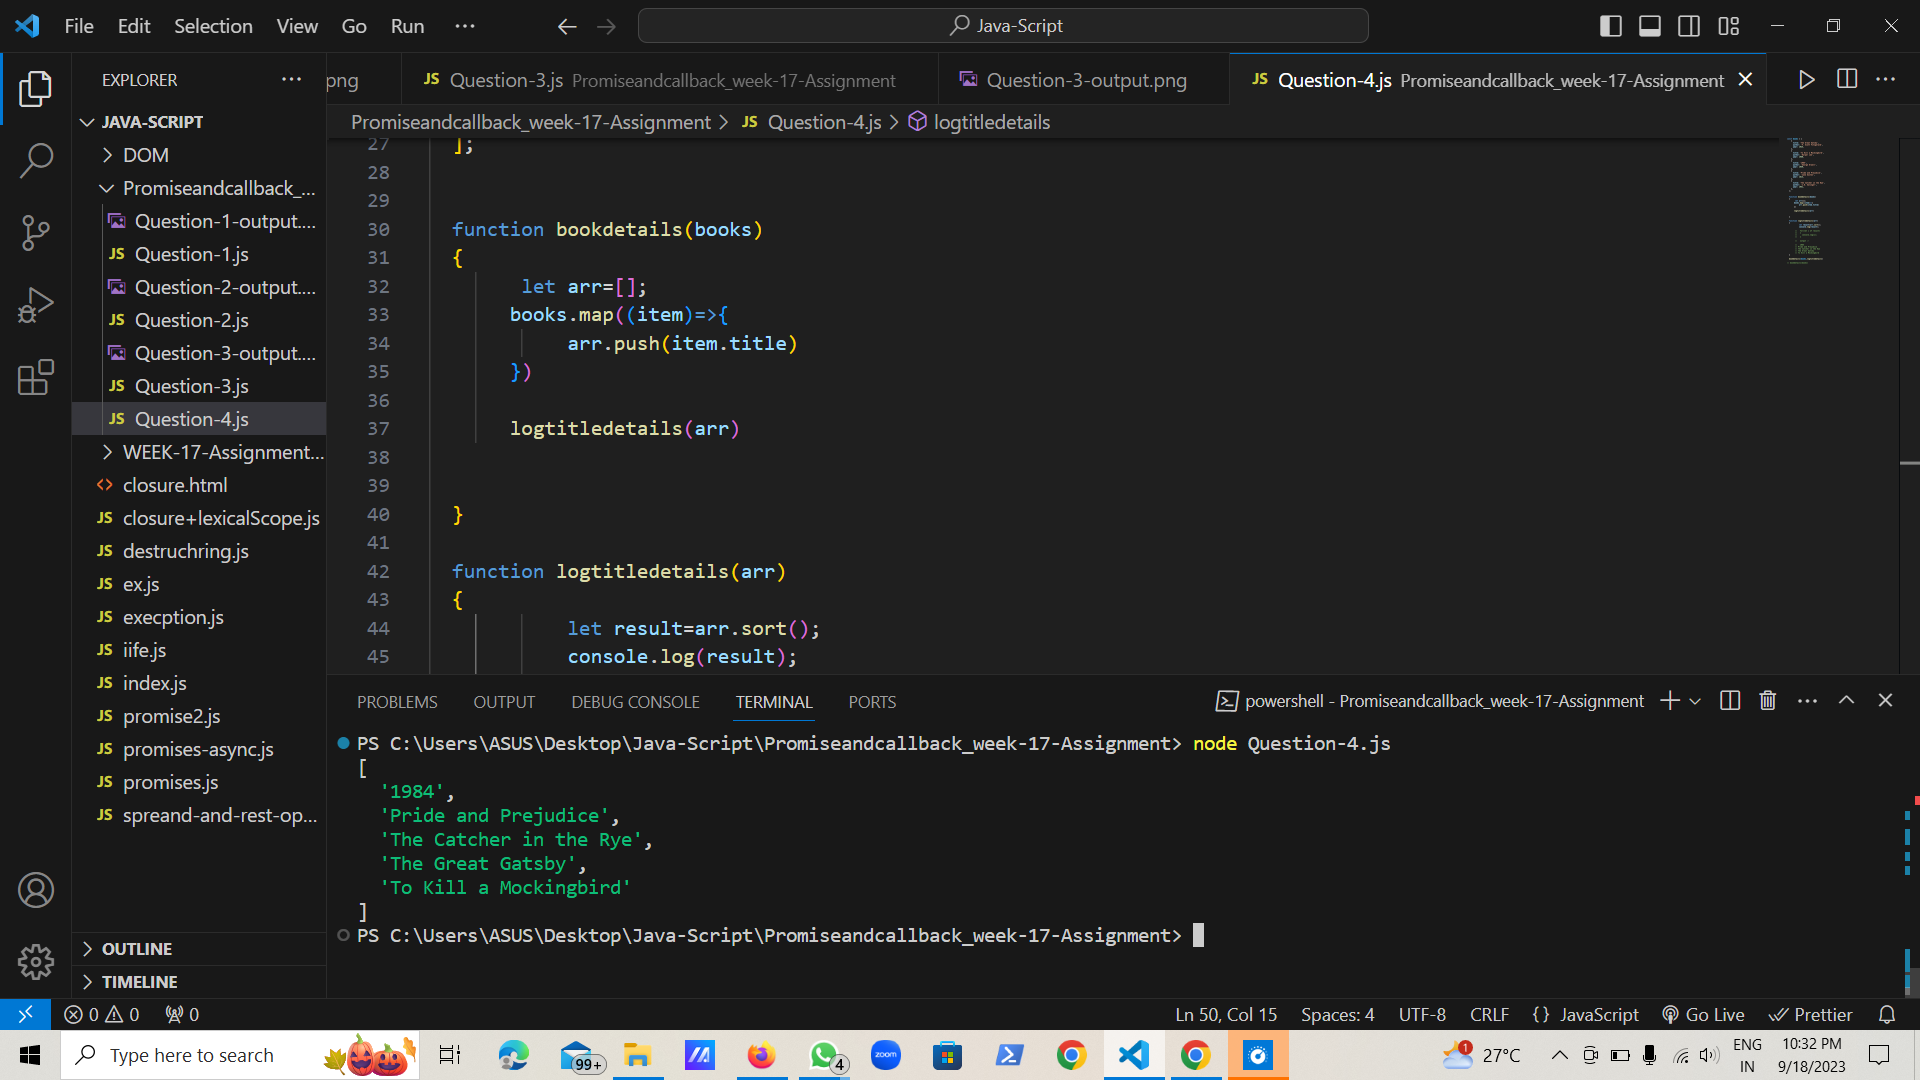 File Edit Selection View Go Run ... Java-Script
EXPLORER ...
JAVA-SCRIPT
DOM
Promiseandcallback_...
Question-1-output....
JS Question-1.js
Question-2-output....
JS Question-2.js
Question-3-output....
JS Question-3.js
JS Question-4.js
WEEK-17-Assignment...
closure.html
JS closure+lexicalScope.js
JS destruchring.js
JS ex.js
JS execption.js
JS iife.js
JS index.js
JS promise2.js
JS promises-async.js
JS promises.js
JS spreand-and-rest-op...
OUTLINE
TIMELINE
png JS Question-3.js Promiseandcallback_week-17-Assignment Question-3-output.png JS Question-4.js Promiseandcallback_week-17-Assignment
Promiseandcallback_week-17-Assignment > JS Question-4.js > logtitledetails
27 ];
28
29
30 function bookdetails(books)
31 {
32 let arr=[];
33 books.map((item)=>{
34 arr.push(item.title)
35 })
36
37 logtitledetails(arr)
38
39
40 }
41
42 function logtitledetails(arr)
43 {
44 let result=arr.sort();
45 console.log(result);
PROBLEMS OUTPUT DEBUG CONSOLE TERMINAL PORTS powershell - Promiseandcallback_week-17-Assignment
PS C:\Users\ASUS\Desktop\Java-Script\Promiseandcallback_week-17-Assignment> node Question-4.js
[
'1984',
'Pride and Prejudice',
'The Catcher in the Rye',
'The Great Gatsby',
'To Kill a Mockingbird'
]
PS C:\Users\ASUS\Desktop\Java-Script\Promiseandcallback_week-17-Assignment>
0 0 0 Ln 50, Col 15 Spaces: 4 UTF-8 CRLF {} JavaScript Go Live Prettier
Type here to search 99+ 4 zoom 1 27°C ENG IN 10:32 PM 9/18/2023